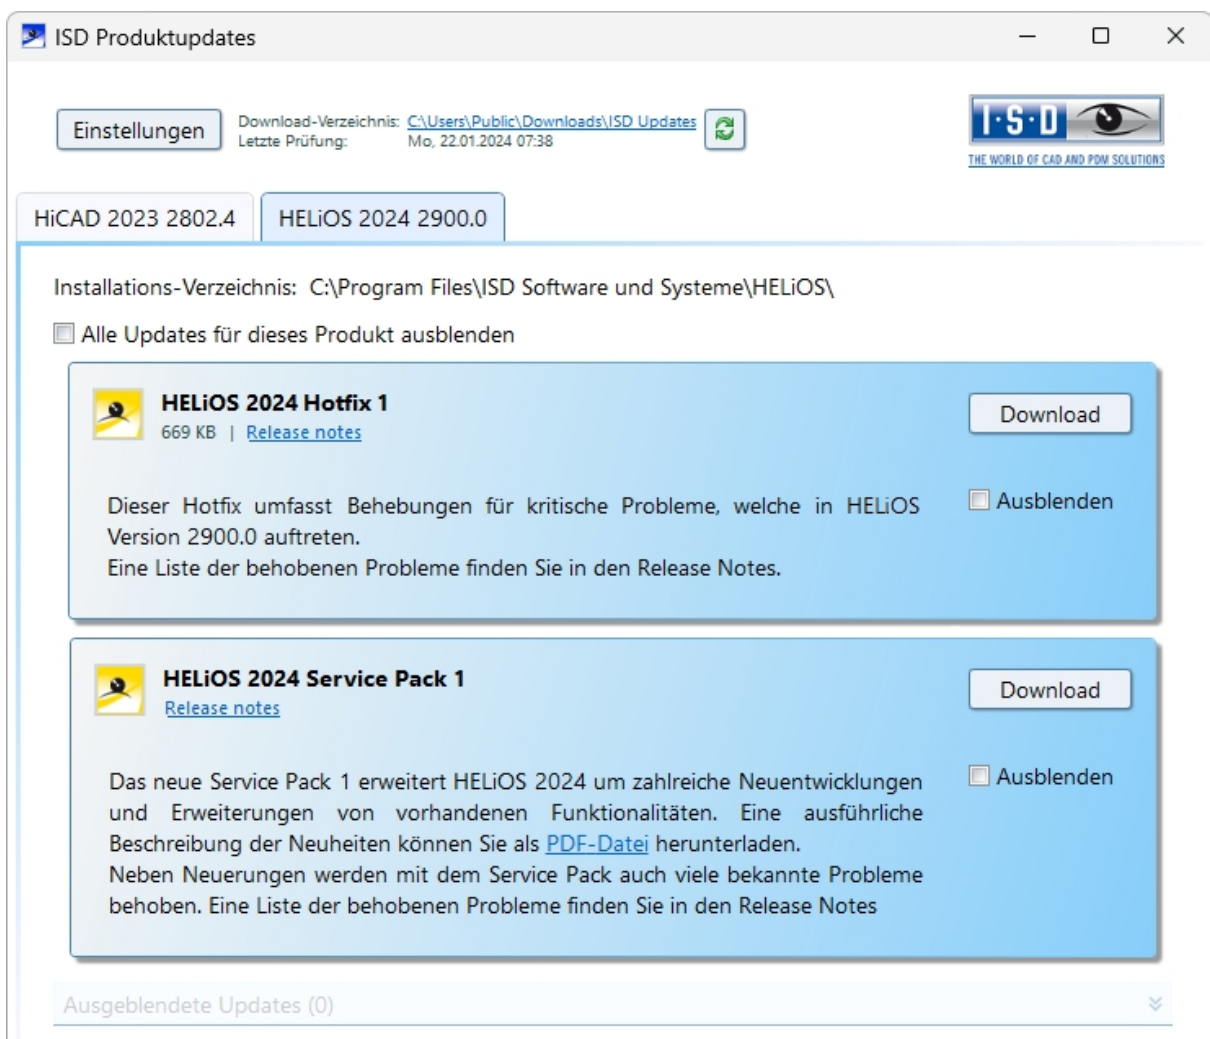 ISD Produktupdates
Einstellungen
Download-Verzeichnis: C:\Users\Public\Downloads\ISD Updates
Letzte Prüfung: Mo, 22.01.2024 07:38
I·S·D
THE WORLD OF CAD AND PDM SOLUTIONS
HiCAD 2023 2802.4
HELiOS 2024 2900.0
Installations-Verzeichnis: C:\Program Files\ISD Software und Systeme\HELiOS\
Alle Updates für dieses Produkt ausblenden
HELiOS 2024 Hotfix 1
669 KB | Release notes
Download
Dieser Hotfix umfasst Behebungen für kritische Probleme, welche in HELiOS
Version 2900.0 auftreten.
Eine Liste der behobenen Probleme finden Sie in den Release Notes.
Ausblenden
HELiOS 2024 Service Pack 1
Release notes
Download
Das neue Service Pack 1 erweitert HELiOS 2024 um zahlreiche Neuentwicklungen
und Erweiterungen von vorhandenen Funktionalitäten. Eine ausführliche
Beschreibung der Neuheiten können Sie als PDF-Datei herunterladen.
Neben Neuerungen werden mit dem Service Pack auch viele bekannte Probleme
behoben. Eine Liste der behobenen Probleme finden Sie in den Release Notes
Ausblenden
Ausgeblendete Updates (0)